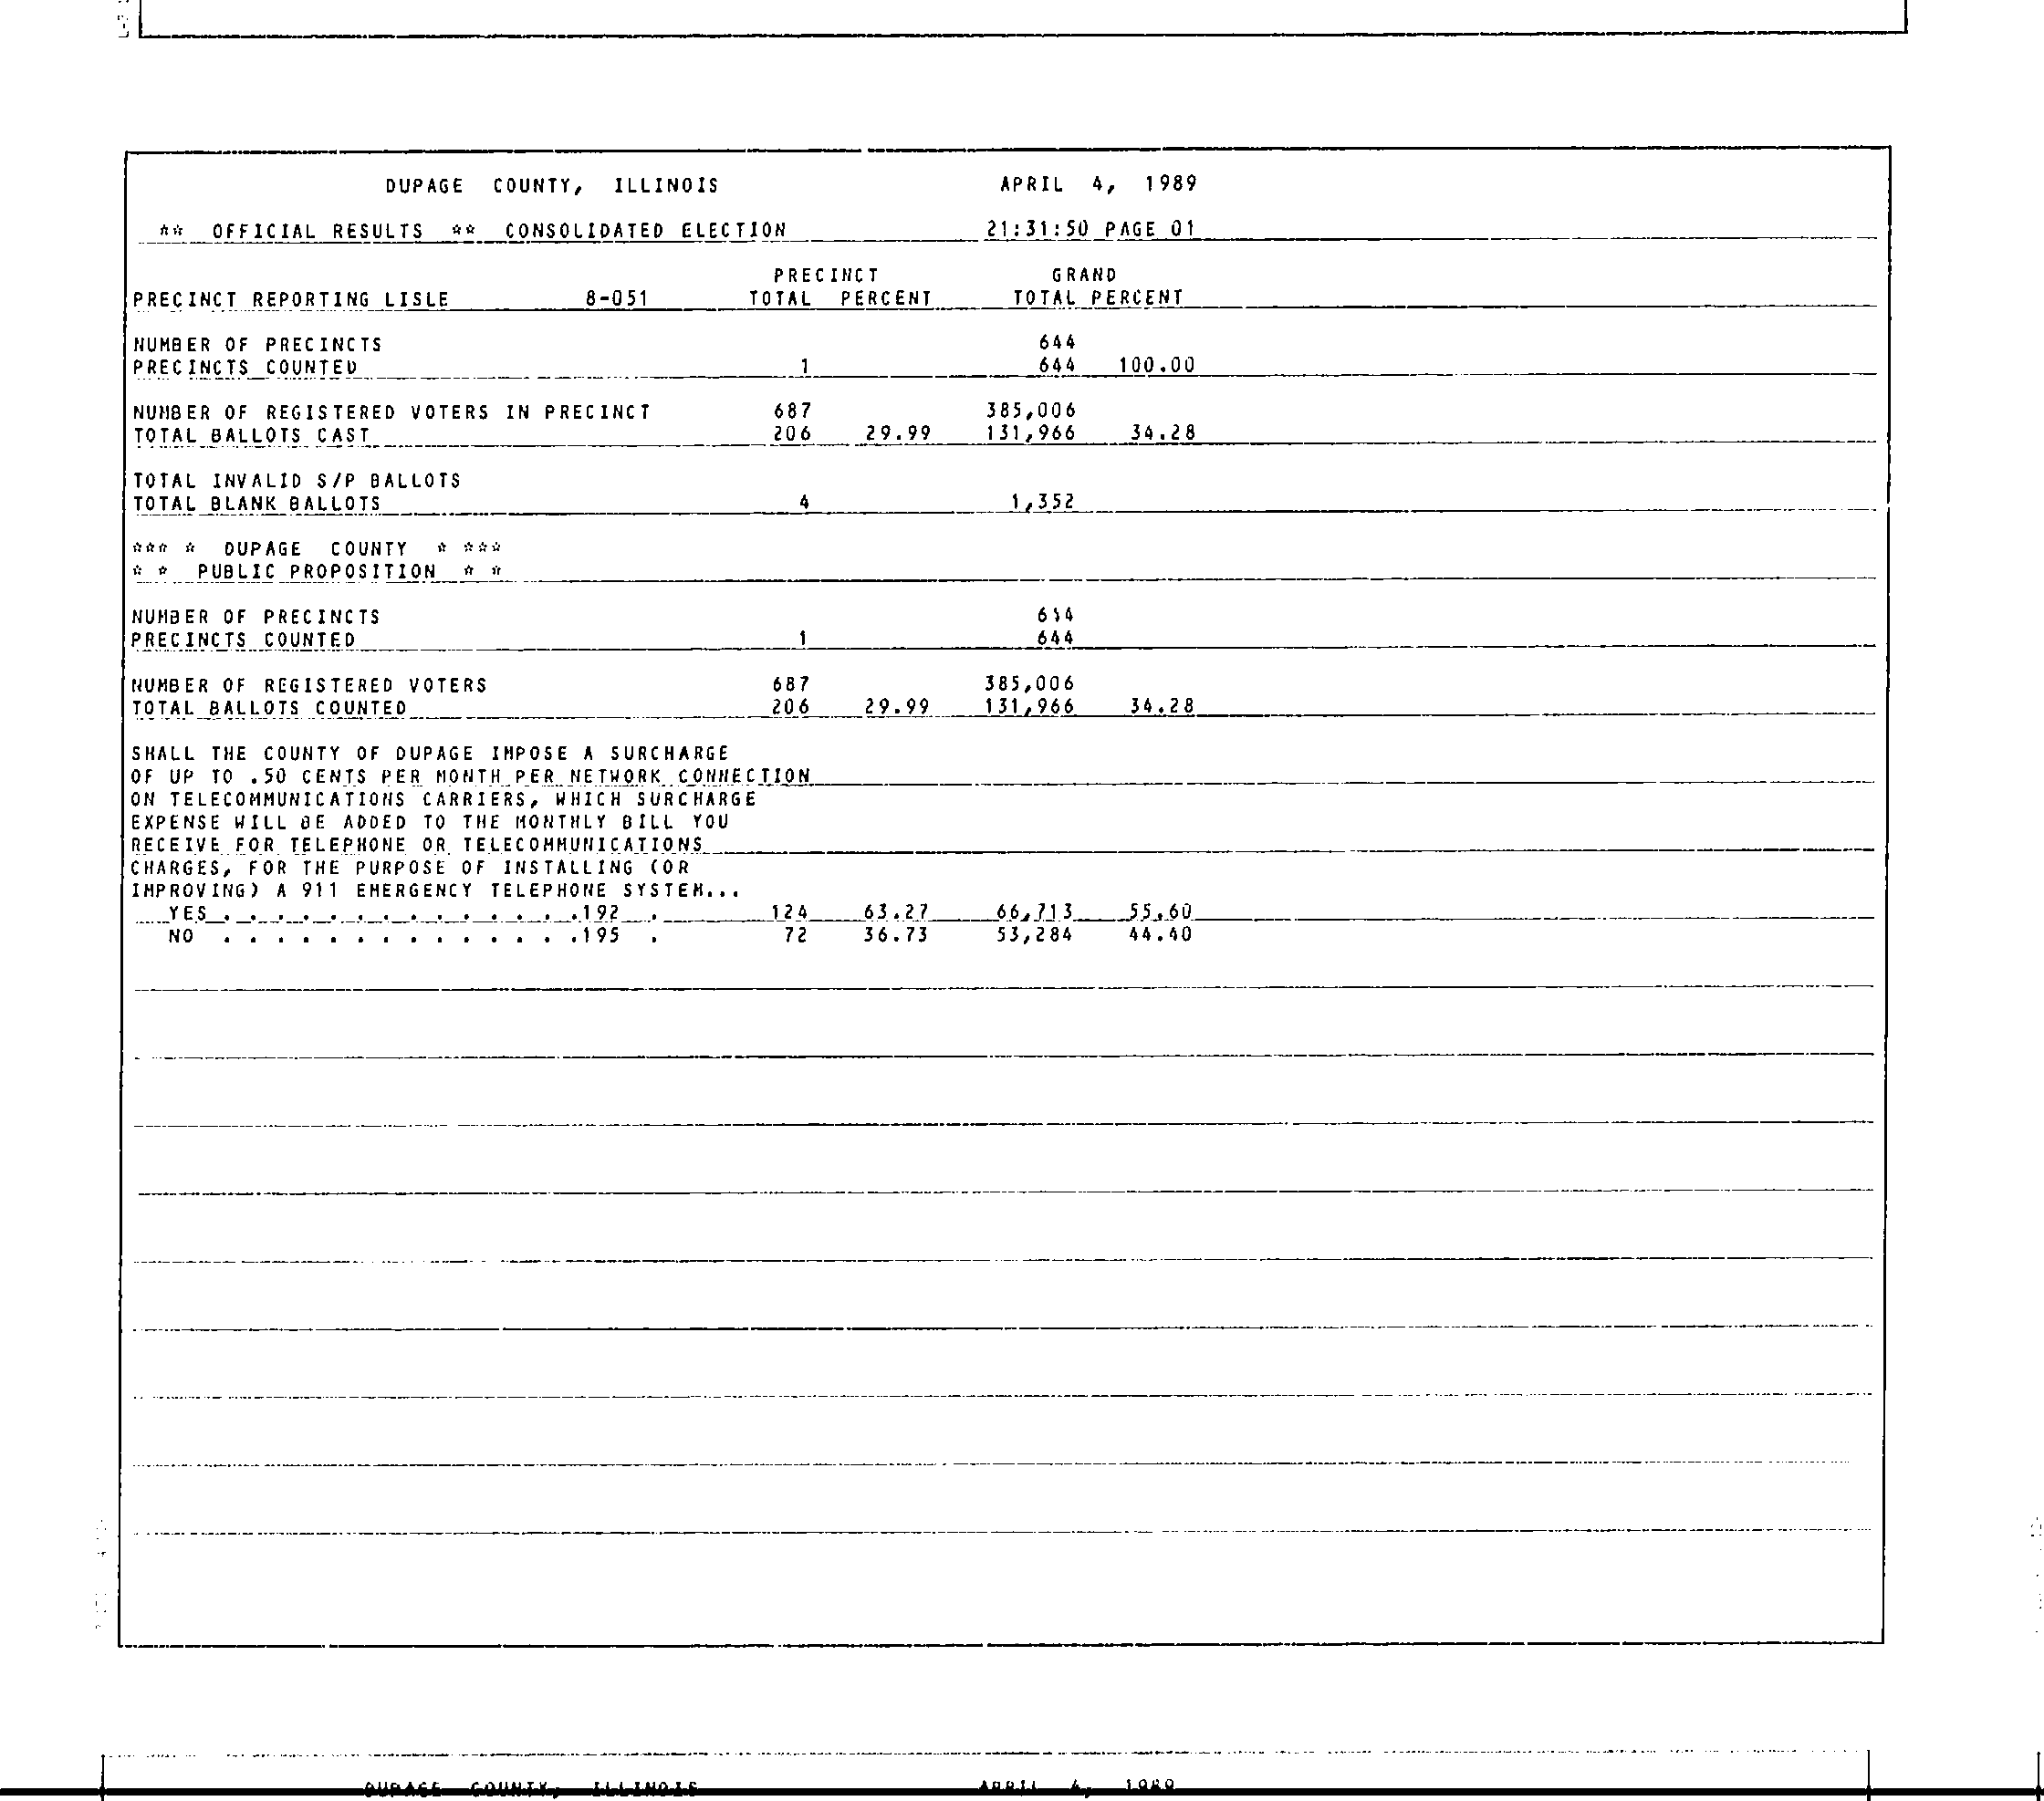 DUPAGE COUNTY, ILLINOIS APRIL 4, 1989
** OFFICIAL RESULTS ** CONSOLIDATED ELECTION 21:31:50 PAGE 01
PRECINCT GRAND
PRECINCT REPORTING LISLE 8-051 TOTAL PERCENT TOTAL PERCENT
NUMBER OF PRECINCTS 644
PRECINCTS COUNTED 1 644 100.00
NUMBER OF REGISTERED VOTERS IN PRECINCT 687 385,006
TOTAL BALLOTS CAST 206 29.99 131,966 34.28
TOTAL INVALID S/P BALLOTS
TOTAL BLANK BALLOTS 4 1,352
*** * DUPAGE COUNTY * ***
* * PUBLIC PROPOSITION * *
NUMBER OF PRECINCTS 644
PRECINCTS COUNTED 1 644
NUMBER OF REGISTERED VOTERS 687 385,006
TOTAL BALLOTS COUNTED 206 29.99 131,966 34.28
SHALL THE COUNTY OF DUPAGE IMPOSE A SURCHARGE
OF UP TO .50 CENTS PER MONTH PER NETWORK CONNECTION
ON TELECOMMUNICATIONS CARRIERS, WHICH SURCHARGE
EXPENSE WILL BE ADDED TO THE MONTHLY BILL YOU
RECEIVE FOR TELEPHONE OR TELECOMMUNICATIONS
CHARGES, FOR THE PURPOSE OF INSTALLING (OR
IMPROVING) A 911 EMERGENCY TELEPHONE SYSTEM...
YES . . . . . . . . . . . . . .192 . 124 63.27 66,713 55.60
NO . . . . . . . . . . . . . .195 . 72 36.73 53,284 44.40
DUPAGE COUNTY, ILLINOIS APRIL 4, 1989